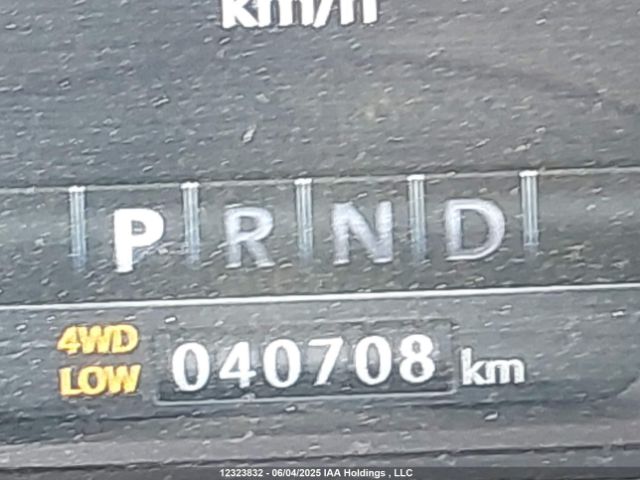 km/h
P R N D
4WD
LOW
040708 km
12323832 - 06/04/2025 IAA Holdings , LLC